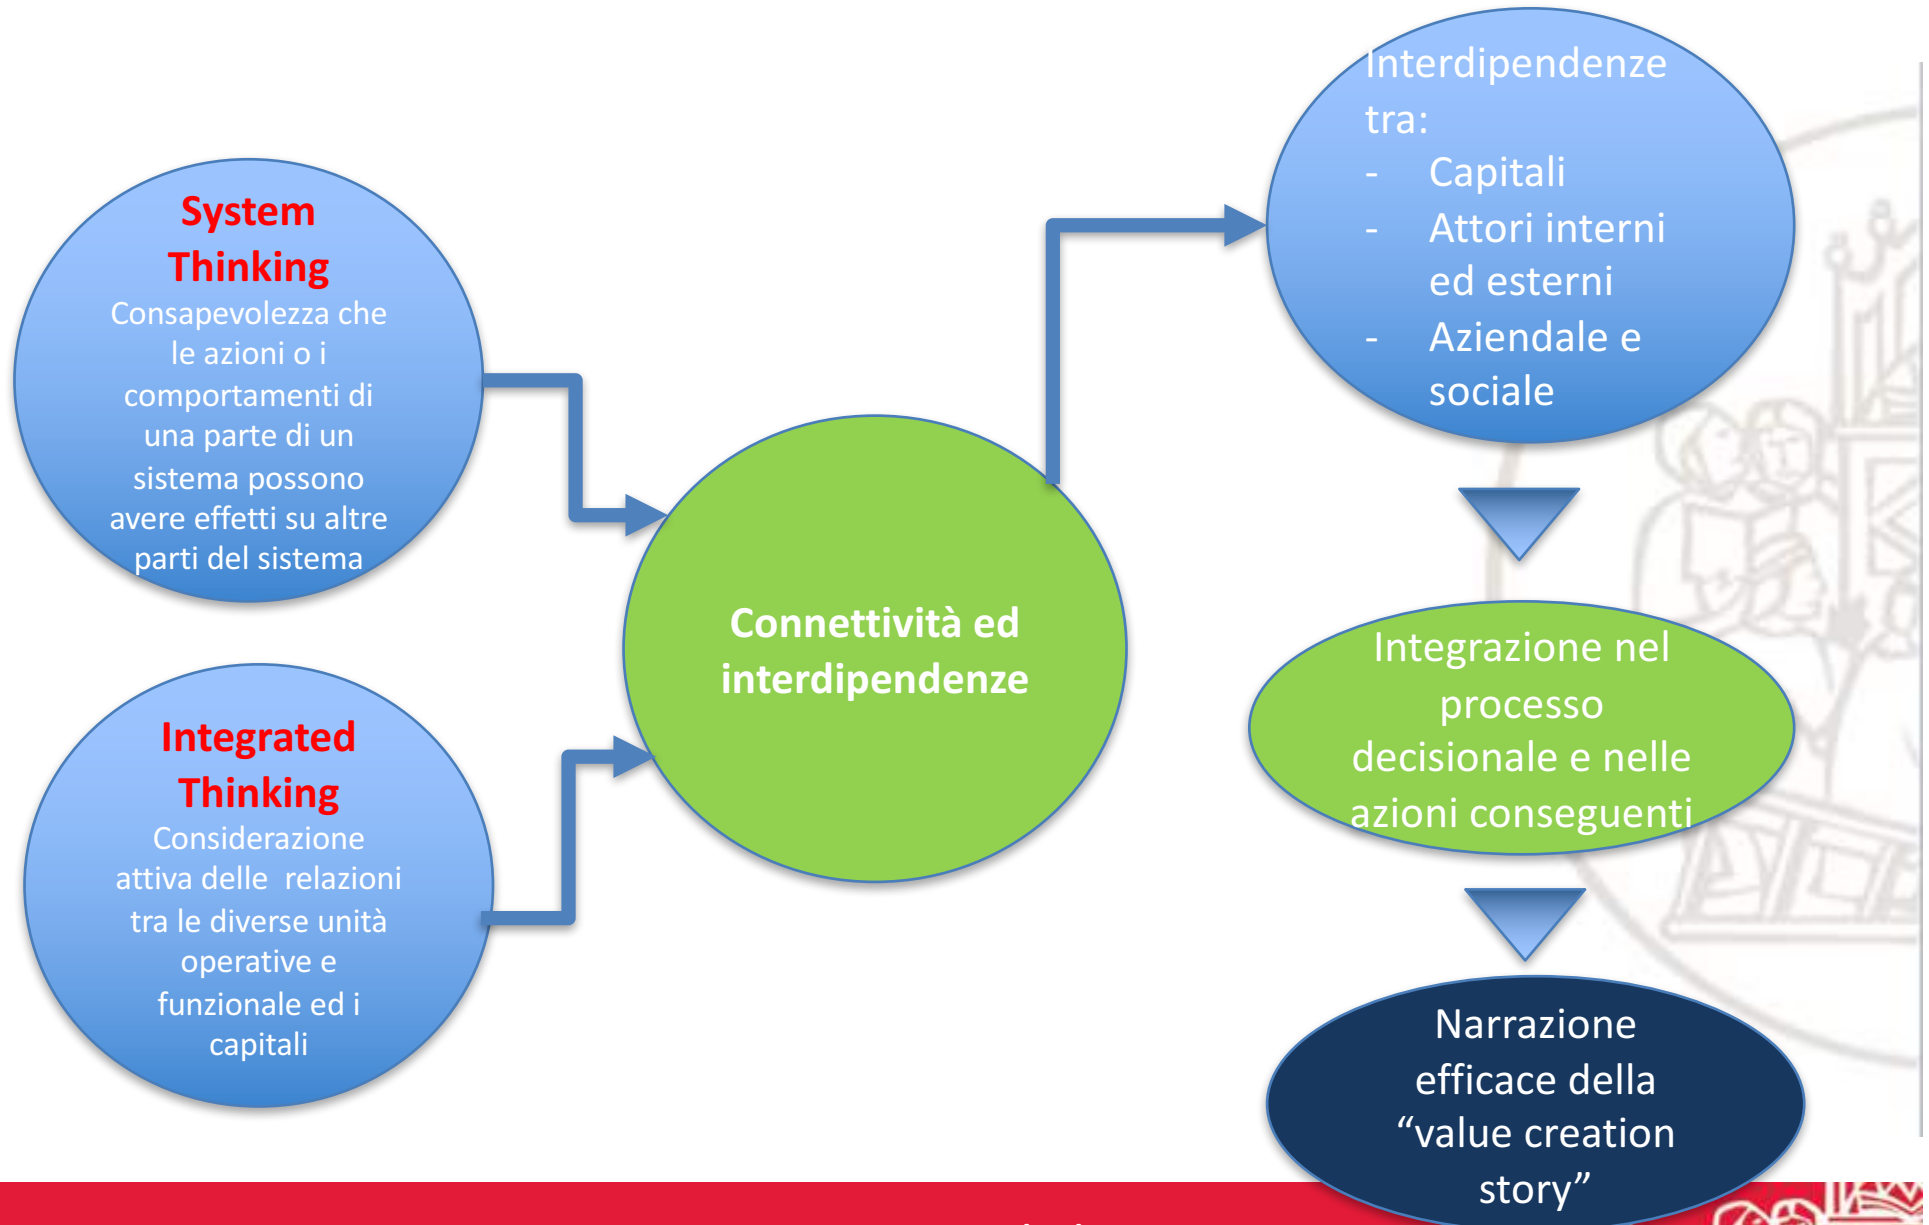 System
Thinking
Consapevolezza che
le azioni o i
comportamenti di
una parte di un
sistema possono
avere effetti su altre
parti del sistema
Integrated
Thinking
Considerazione
attiva delle  relazioni
tra le diverse unità
operative e
funzionale ed i
capitali
Connettività ed
interdipendenze
Interdipendenze
tra:
- Capitali
- Attori interni
ed esterni
- Aziendale e
sociale
Integrazione nel
processo
decisionale e nelle
azioni conseguenti
Narrazione
efficace della
“value creation
story”